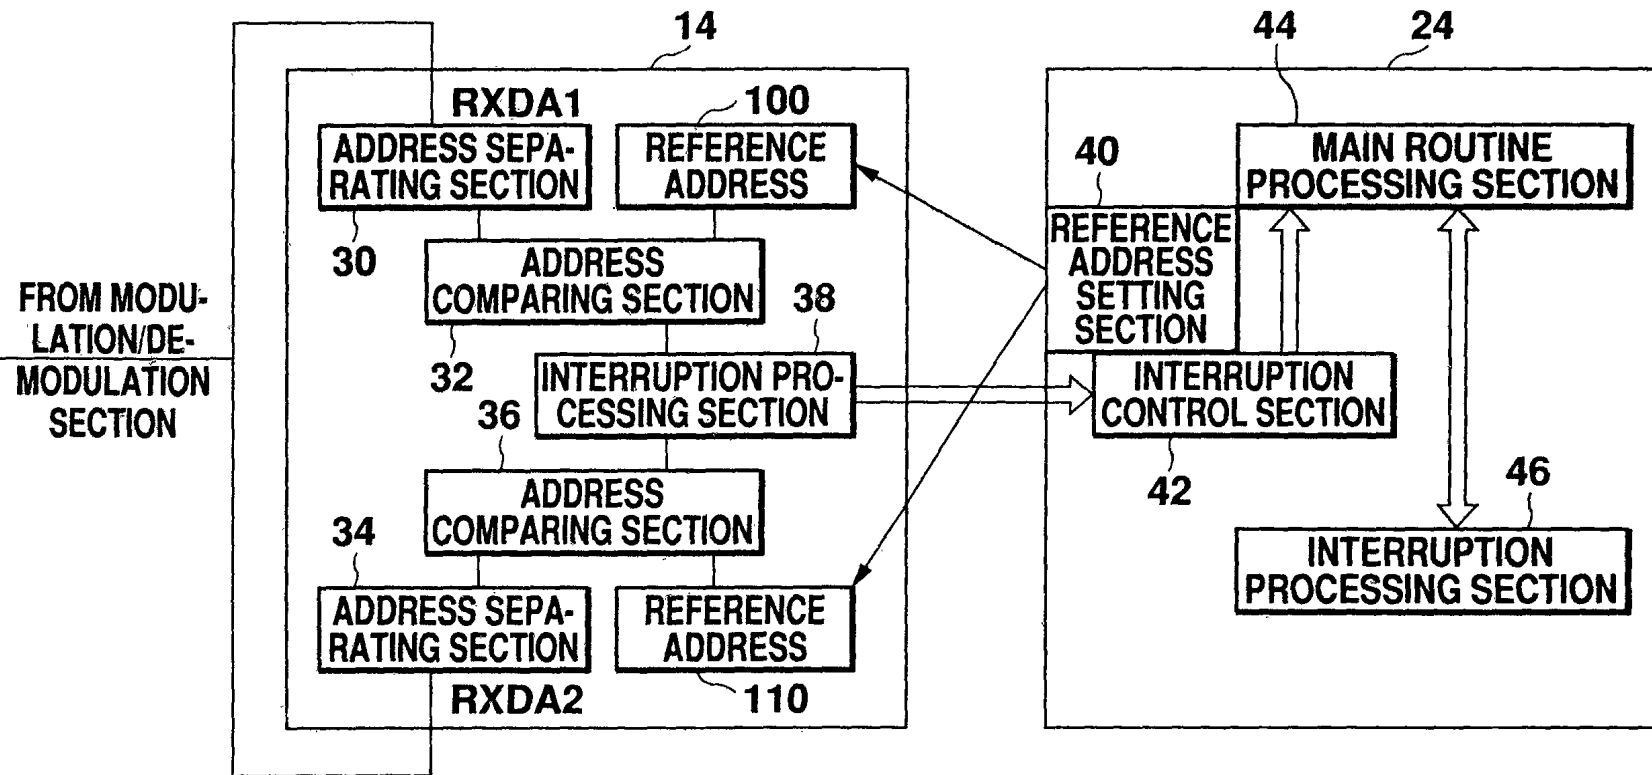 14
44
24
RXDA1
100
ADDRESS SEPA-
RATING SECTION
REFERENCE
ADDRESS
40
MAIN ROUTINE
PROCESSING SECTION
30
ADDRESS
COMPARING SECTION
REFERENCE
ADDRESS
SETTING
SECTION
FROM MODU-
LATION/DE-
MODULATION
SECTION
38
32
INTERRUPTION PRO-
CESSING SECTION
INTERRUPTION
CONTROL SECTION
36
42
ADDRESS
COMPARING SECTION
46
34
INTERRUPTION
PROCESSING SECTION
ADDRESS SEPA-
RATING SECTION
REFERENCE
ADDRESS
RXDA2
110